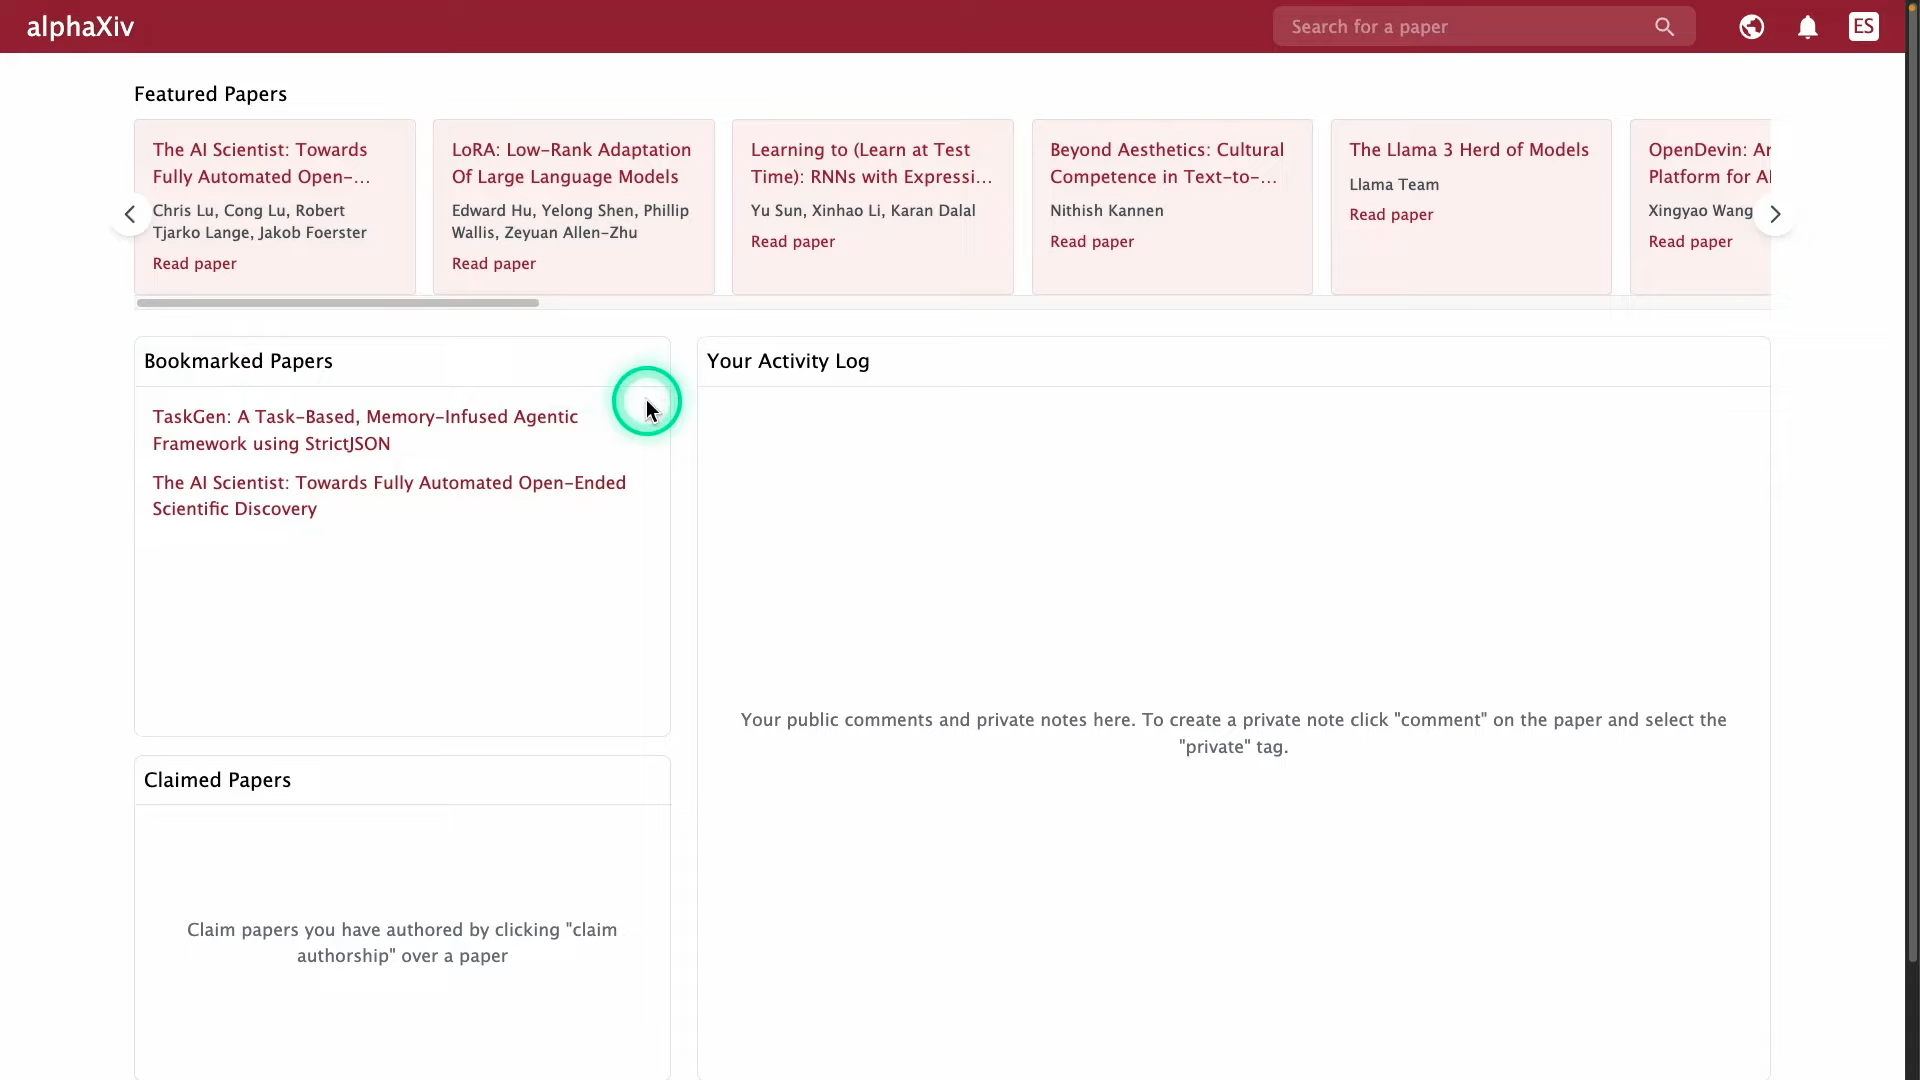 alphaXiv
Search for a paper
ES
Featured Papers
The AI Scientist: Towards
Fully Automated Open-...
Chris Lu, Cong Lu, Robert
Tjarko Lange, Jakob Foerster
Read paper
LoRA: Low-Rank Adaptation
Of Large Language Models
Edward Hu, Yelong Shen, Phillip
Wallis, Zeyuan Allen-Zhu
Read paper
Learning to (Learn at Test
Time): RNNs with Expressi...
Yu Sun, Xinhao Li, Karan Dalal
Read paper
Beyond Aesthetics: Cultural
Competence in Text-to-...
Nithish Kannen
Read paper
The Llama 3 Herd of Models
Llama Team
Read paper
OpenDevin:
Platform for
Xingyao Wang
Read paper
Bookmarked Papers
TaskGen: A Task-Based, Memory-Infused Agentic
Framework using StrictJSON
The AI Scientist: Towards Fully Automated Open-Ended
Scientific Discovery
Your Activity Log
Your public comments and private notes here. To create a private note click "comment" on the paper and select the
"private" tag.
Claimed Papers
Claim papers you have authored by clicking "claim
authorship" over a paper